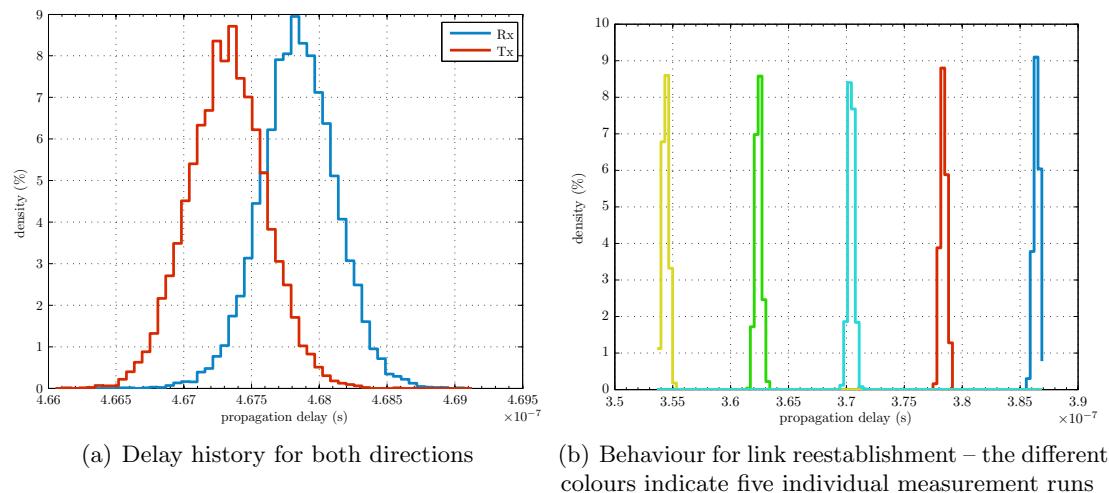 9
8
7
6
5
4
3
2
1
0
density (%)
Rx
Tx
4.66 4.665 4.67 4.675 4.68 4.685 4.69 4.695
propagation delay (s)
×10⁻⁷
(a) Delay history for both directions
10
9
8
7
6
5
4
3
2
1
0
density (%)
3.5 3.55 3.6 3.65 3.7 3.75 3.8 3.85 3.9
propagation delay (s)
×10⁻⁷
(b) Behaviour for link reestablishment – the different
colours indicate five individual measurement runs